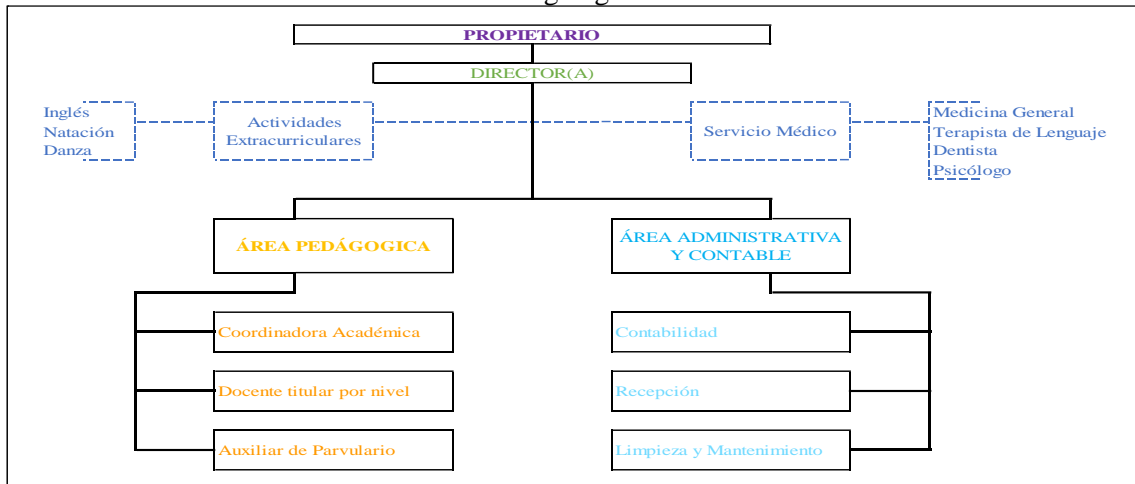 PROPIETARIO
DIRECTOR(A)
Inglés
Natación
Danza
Actividades
Extracurriculares
Servicio Médico
Medicina General
Terapista de Lenguaje
Dentista
Psicólogo
ÁREA PEDÁGOGICA
ÁREA ADMINISTRATIVA
Y CONTABLE
Coordinadora Académica
Contabilidad
Docente titular por nivel
Recepción
Auxiliar de Parvulario
Limpieza y Mantenimiento